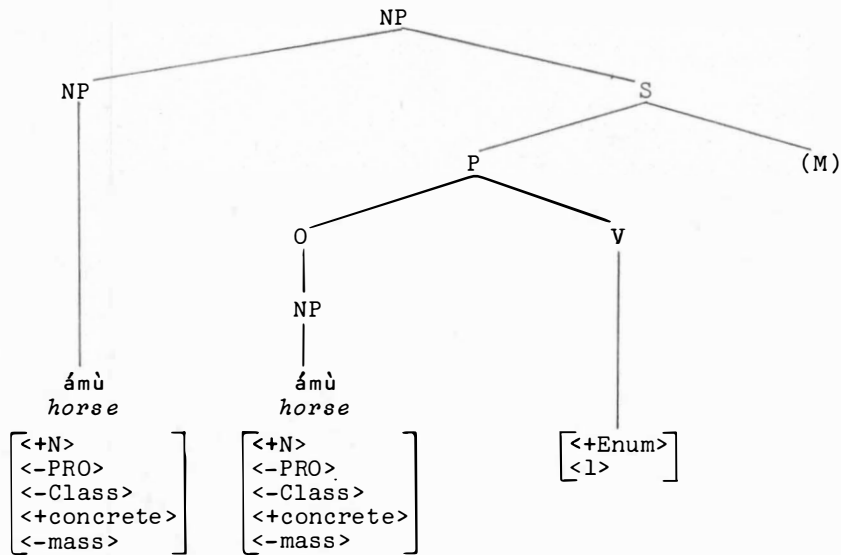 NP
NP S
P (M)
O V
NP
ámù ámù
horse horse
[<+N> [<+N> [<+Enum>
<-PRO> <-PRO> <1>]
<-Class> <-Class>
<+concrete> <+concrete>
<-mass>] <-mass>]